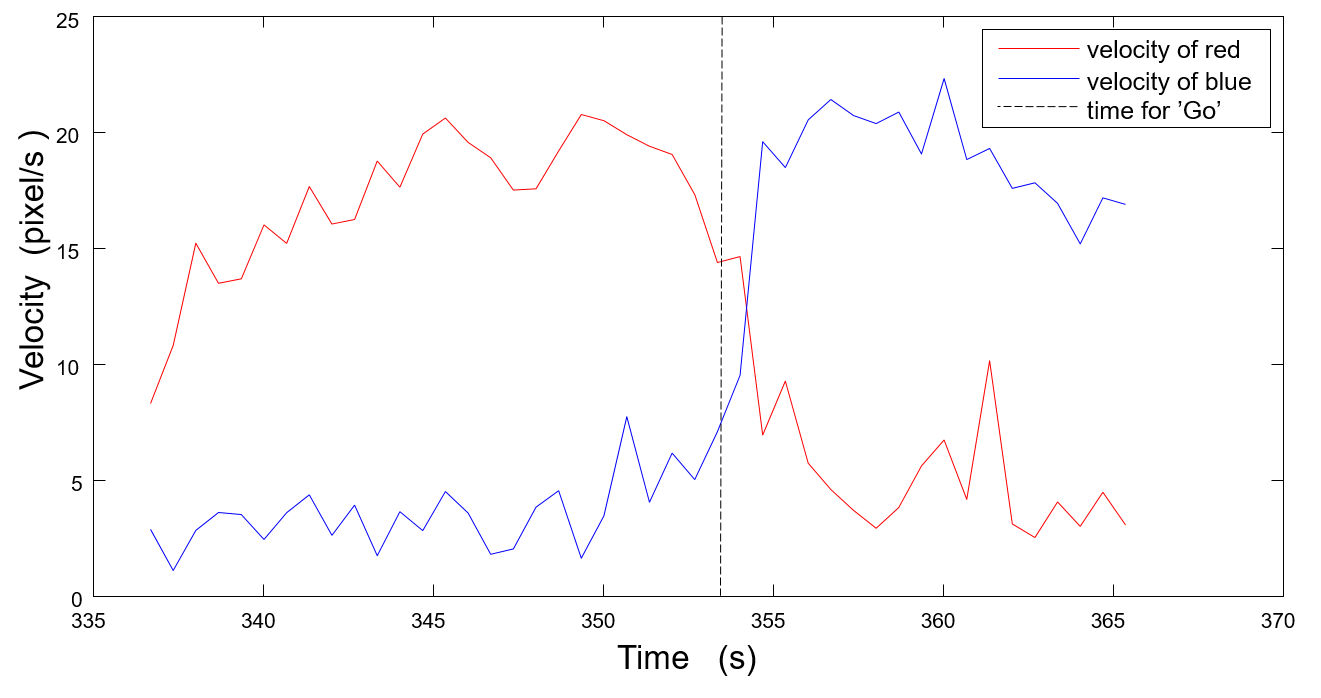 25
20
15
10
5
0
Velocity (pixel/s )
velocity of red
velocity of blue
time for ’Go’
335 340 345 350 355 360 365 370
Time (s)